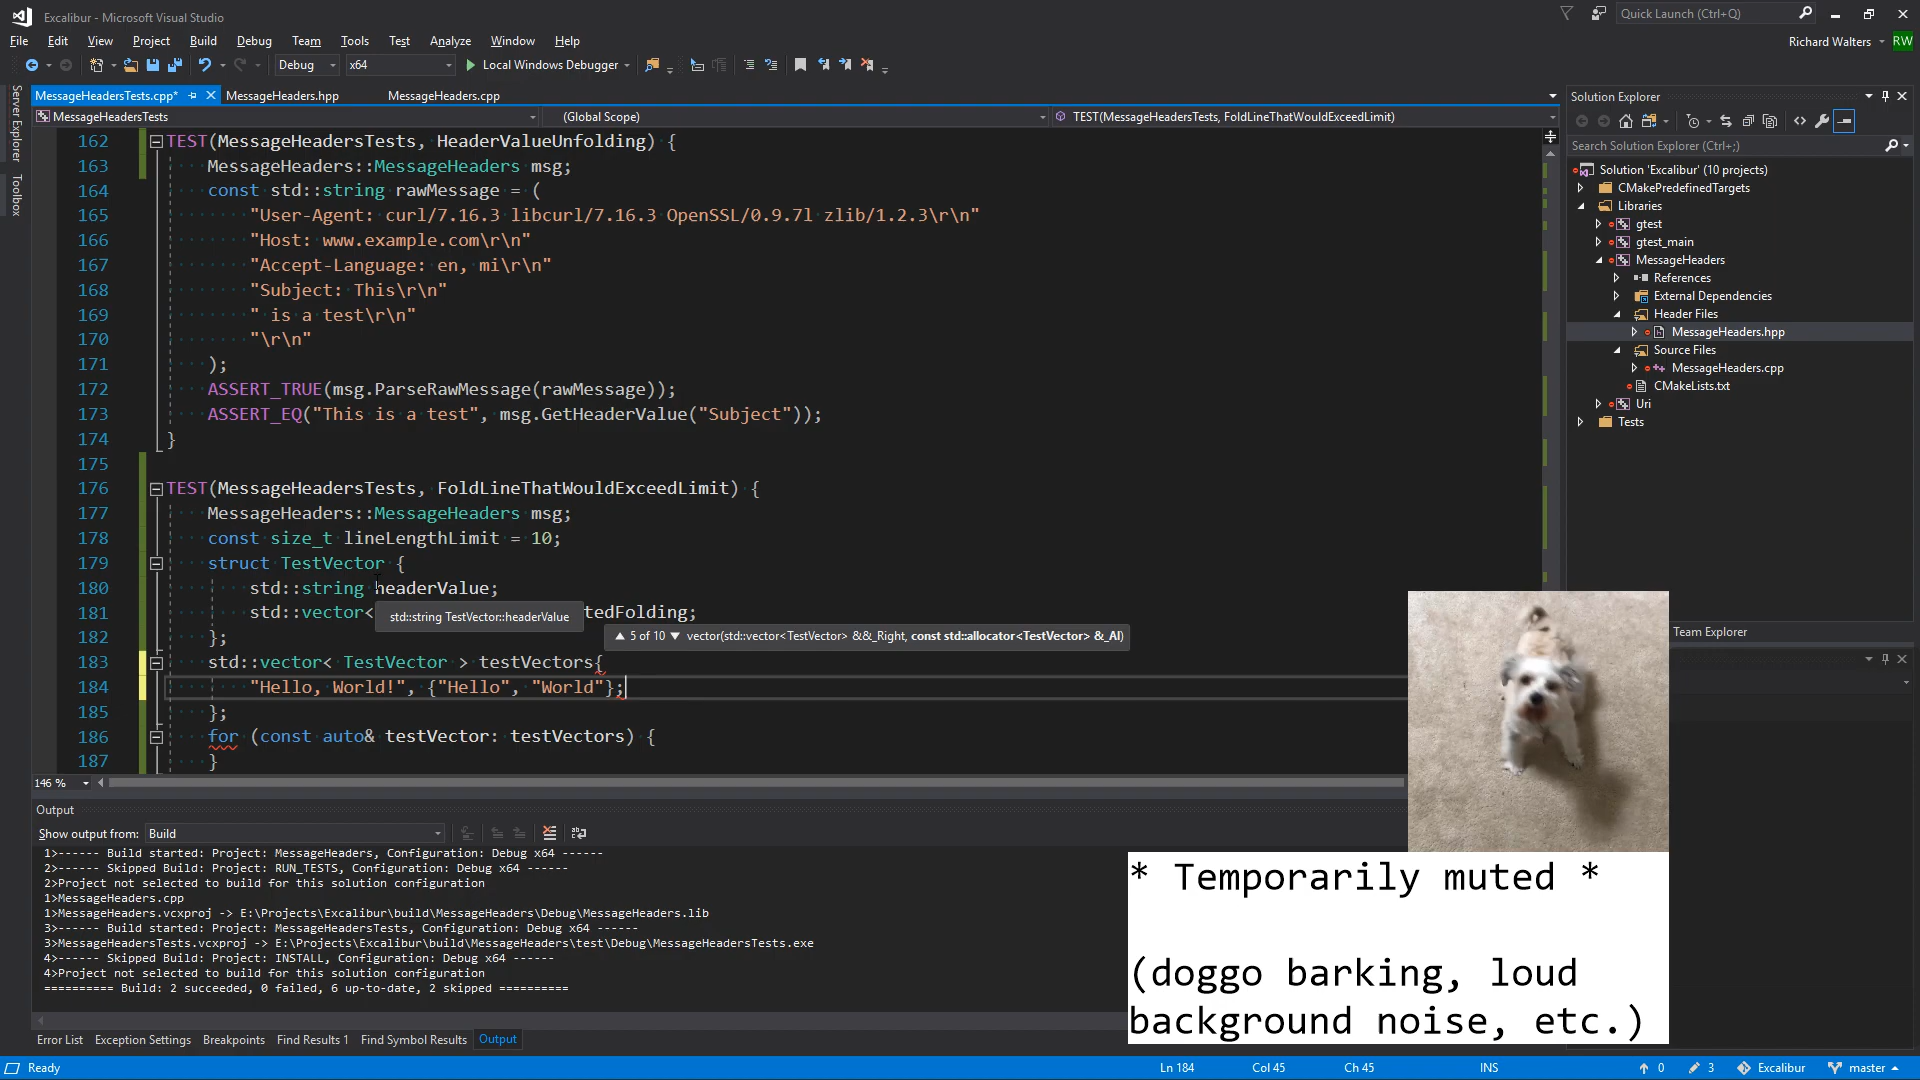 Excalibur - Microsoft Visual Studio
Quick Launch (Ctrl+Q)
File Edit View Project Build Debug Team Tools Test Analyze Window Help
Richard Walters RW
Debug x64 Local Windows Debugger
Server Explorer
Toolbox
MessageHeadersTests.cpp* MessageHeaders.hpp MessageHeaders.cpp
MessageHeadersTests (Global Scope) TEST(MessageHeadersTests, FoldLineThatWouldExceedLimit)
162 TEST(MessageHeadersTests, HeaderValueUnfolding) {
163 MessageHeaders::MessageHeaders msg;
164 const std::string rawMessage = (
165 "User-Agent: curl/7.16.3 libcurl/7.16.3 OpenSSL/0.9.7l zlib/1.2.3\r\n"
166 "Host: www.example.com\r\n"
167 "Accept-Language: en, mi\r\n"
168 "Subject: This\r\n"
169 " is a test\r\n"
170 "\r\n"
171 );
172 ASSERT_TRUE(msg.ParseRawMessage(rawMessage));
173 ASSERT_EQ("This is a test", msg.GetHeaderValue("Subject"));
174 }
175
176 TEST(MessageHeadersTests, FoldLineThatWouldExceedLimit) {
177 MessageHeaders::MessageHeaders msg;
178 const size_t lineLengthLimit = 10;
179 struct TestVector {
180 std::string headerValue;
181 std::vector< tedFolding;
std::string TestVector::headerValue
182 };
5 of 10 vector(std::vector<TestVector> &&_Right, const std::allocator<TestVector> &_Al)
183 std::vector< TestVector > testVectors{
184 "Hello, World!", {"Hello", "World"};
185 };
186 for (const auto& testVector: testVectors) {
187 }
146 %
Output
Show output from: Build
1>------ Build started: Project: MessageHeaders, Configuration: Debug x64 ------
2>------ Skipped Build: Project: RUN_TESTS, Configuration: Debug x64 ------
2>Project not selected to build for this solution configuration
1>MessageHeaders.cpp
1>MessageHeaders.vcxproj -> E:\Projects\Excalibur\build\MessageHeaders\Debug\MessageHeaders.lib
3>------ Build started: Project: MessageHeadersTests, Configuration: Debug x64 ------
3>MessageHeadersTests.vcxproj -> E:\Projects\Excalibur\build\MessageHeaders\test\Debug\MessageHeadersTests.exe
4>------ Skipped Build: Project: INSTALL, Configuration: Debug x64 ------
4>Project not selected to build for this solution configuration
========== Build: 2 succeeded, 0 failed, 6 up-to-date, 2 skipped ==========
Error List Exception Settings Breakpoints Find Results 1 Find Symbol Results Output
Solution Explorer
Search Solution Explorer (Ctrl+;)
Solution 'Excalibur' (10 projects)
CMakePredefinedTargets
Libraries
gtest
gtest_main
MessageHeaders
References
External Dependencies
Header Files
MessageHeaders.hpp
Source Files
MessageHeaders.cpp
CMakeLists.txt
Uri
Tests
Team Explorer
* Temporarily muted *
(doggo barking, loud
background noise, etc.)
Ready Ln 184 Col 45 Ch 45 INS 0 3 Excalibur master